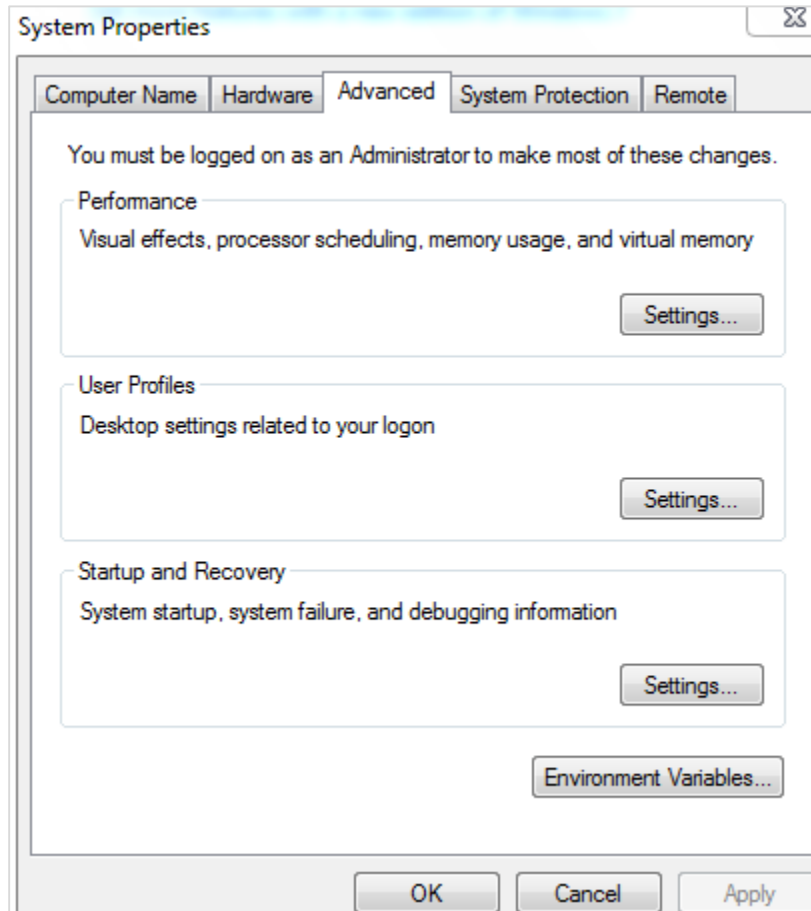 System Properties
Computer Name Hardware Advanced System Protection Remote
You must be logged on as an Administrator to make most of these changes.
Performance
Visual effects, processor scheduling, memory usage, and virtual memory
Settings...
User Profiles
Desktop settings related to your logon
Settings...
Startup and Recovery
System startup, system failure, and debugging information
Settings...
Environment Variables...
OK Cancel Apply